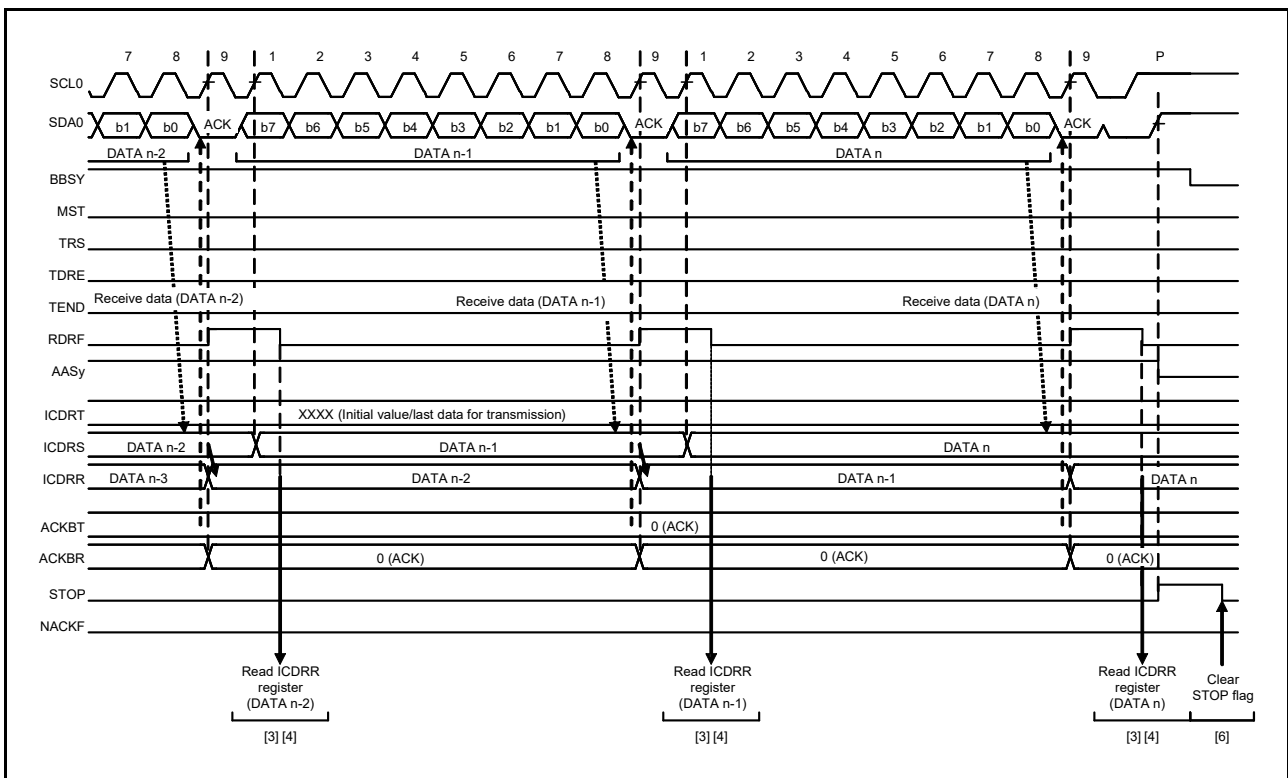 7 8 9 1 2 3 4 5 6 7 8 9 1 2 3 4 5 6 7 8 9 P
SCL0
SDA0 b1 b0 ACK b7 b6 b5 b4 b3 b2 b1 b0 ACK b7 b6 b5 b4 b3 b2 b1 b0 ACK
DATA n-2 DATA n-1 DATA n
BBSY
MST
TRS
TDRE
TEND
Receive data (DATA n-2) Receive data (DATA n-1) Receive data (DATA n)
RDRF
AASy
ICDRT XXXX (Initial value/last data for transmission)
ICDRS DATA n-2 DATA n-1 DATA n
ICDRR DATA n-3 DATA n-2 DATA n-1 DATA n
ACKBT 0 (ACK)
ACKBR 0 (ACK) 0 (ACK) 0 (ACK)
STOP
NACKF
Read ICDRR
register
(DATA n-2)
[3] [4]
Read ICDRR
register
(DATA n-1)
[3] [4]
Read ICDRR
register
(DATA n)
[3] [4]
Clear
STOP flag
[6]